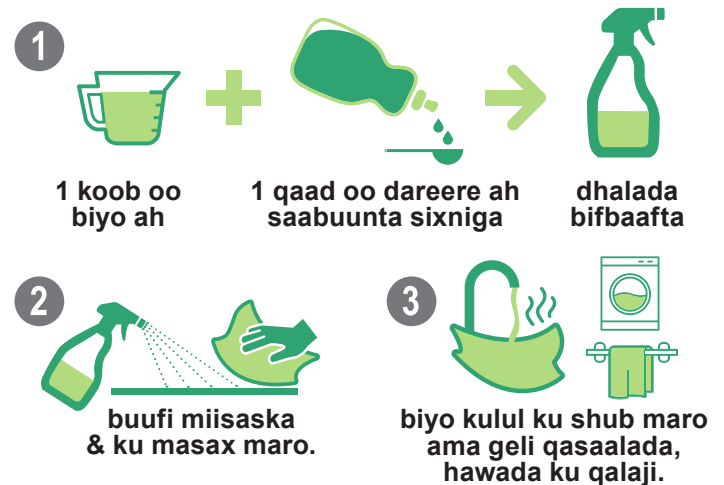 1
1 koob oo
biyo ah
1 qaad oo dareere ah
saabuunta sixniga
dhalada
bifbaafta
2
buufi miisaska
& ku masax maro.
3
biyo kulul ku shub maro
ama geli qasaalada,
hawada ku qalaji.